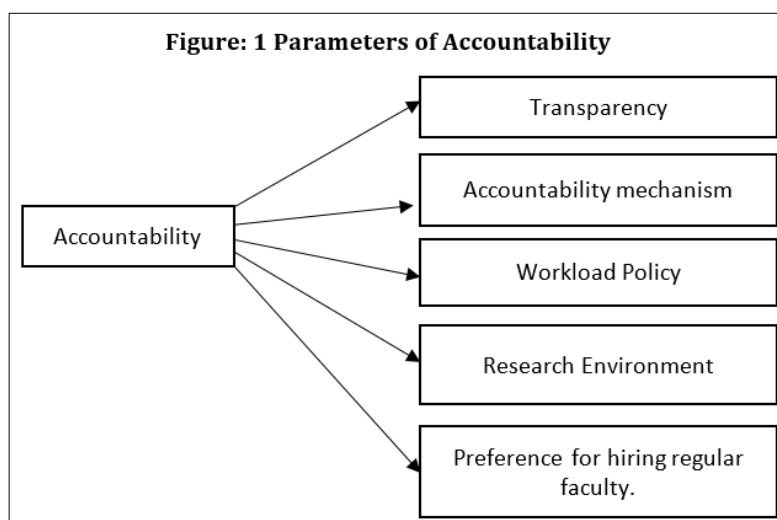 Figure: 1 Parameters of Accountability
Transparency
Accountability mechanism
Accountability
Workload Policy
Research Environment
Preference for hiring regular
faculty.